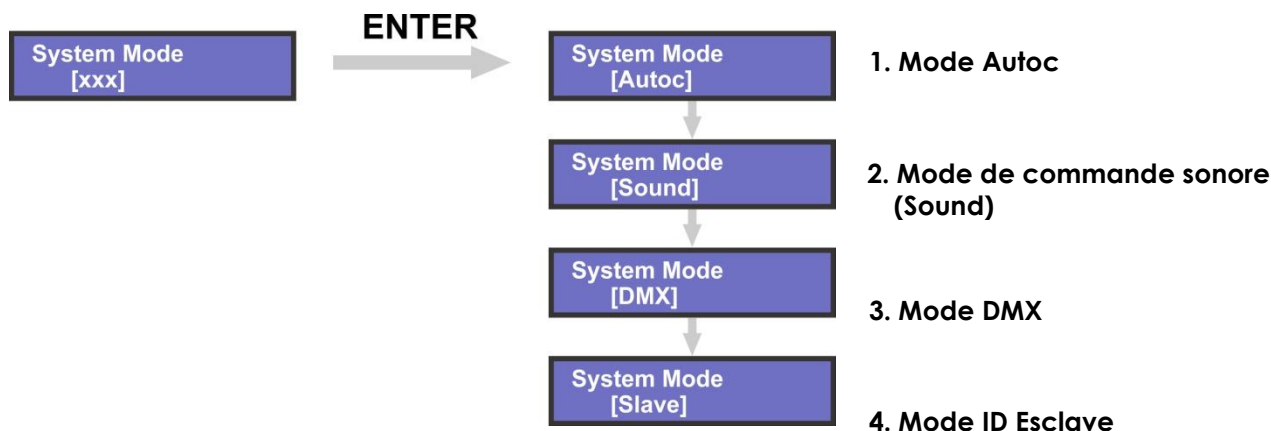 ENTER
System Mode
[xxx]
System Mode
[Autoc]
1. Mode Autoc
System Mode
[Sound]
2. Mode de commande sonore
(Sound)
System Mode
[DMX]
3. Mode DMX
System Mode
[Slave]
4. Mode ID Esclave